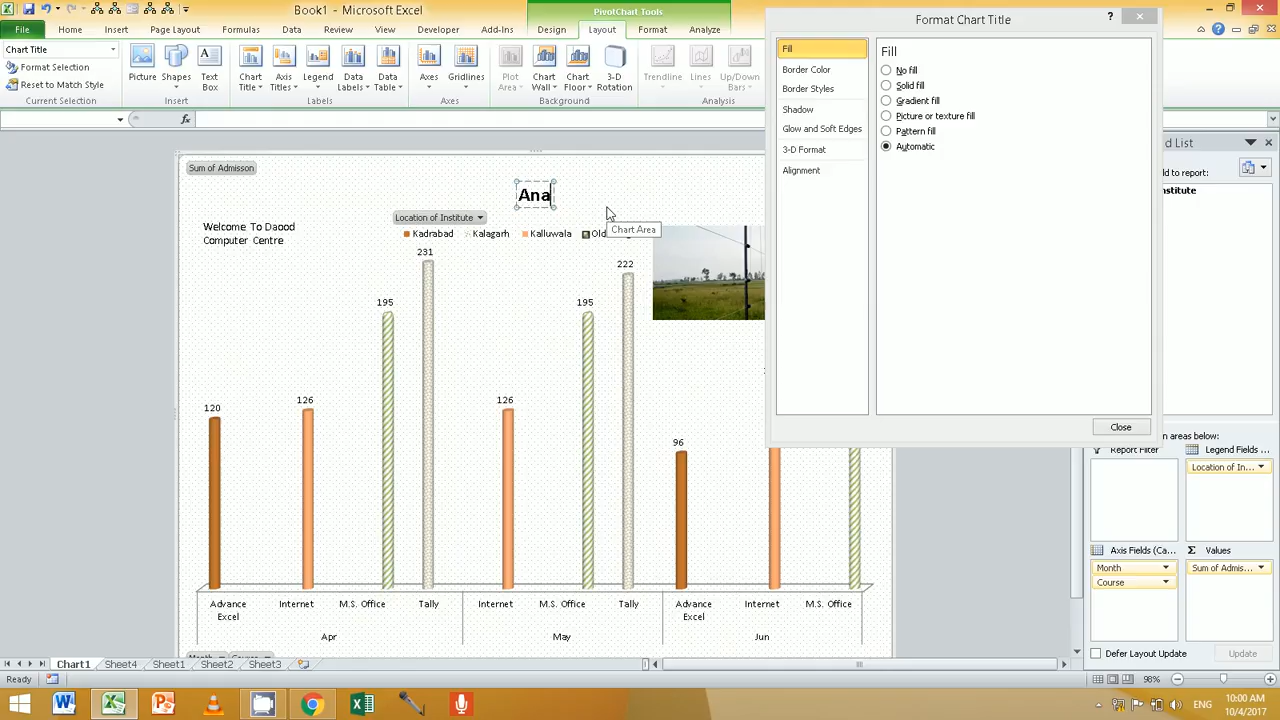 Book1 - Microsoft Excel
PivotChart Tools
File
Home
Insert
Page Layout
Formulas
Data
Review
View
Developer
Add-Ins
Design
Layout
Format
Analyze
Chart Title
Format Selection
Reset to Match Style
Current Selection
Picture
Shapes
Text Box
Insert
Chart Title
Axis Titles
Legend
Data Labels
Data Table
Labels
Axes
Gridlines
Axes
Plot Area
Chart Wall
Chart Floor
3-D Rotation
Background
Trendline
Lines
Up/Down Bars
Analysis
fx
Format Chart Title
Fill
Border Color
Border Styles
Shadow
Glow and Soft Edges
3-D Format
Alignment
Fill
No fill
Solid fill
Gradient fill
Picture or texture fill
Pattern fill
Automatic
Close
Sum of Admisson
Ana
Location of Institute
Welcome To Daood
Computer Centre
Kadrabad
Kalagarh
Kalluwala
Chart Area
120
126
195
231
126
195
222
96
Advance Excel
Internet
M.S. Office
Tally
Internet
M.S. Office
Tally
Advance Excel
Internet
M.S. Office
Apr
May
Jun
d List
ld to report:
nstitute
n areas below:
Report Filter
Legend Fields ...
Location of In...
Axis Fields (Ca...
Σ Values
Month
Course
Sum of Admis...
Defer Layout Update
Update
Chart1
Sheet4
Sheet1
Sheet2
Sheet3
Ready
98%
ENG
10:00 AM
10/4/2017